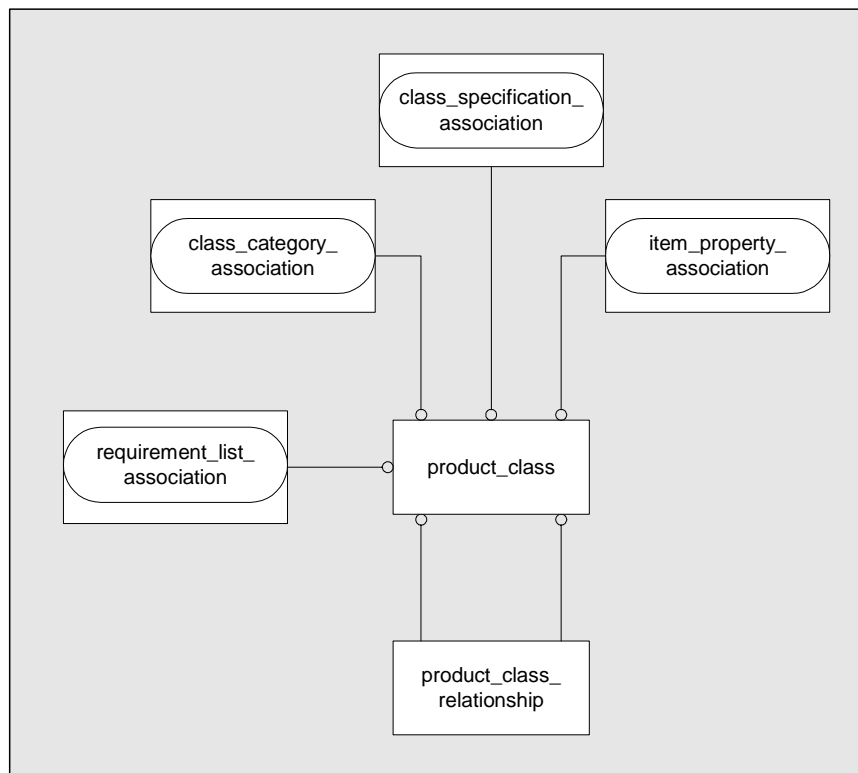 class_specification_
association
class_category_
association
item_property_
association
requirement_list_
association
product_class
product_class_
relationship